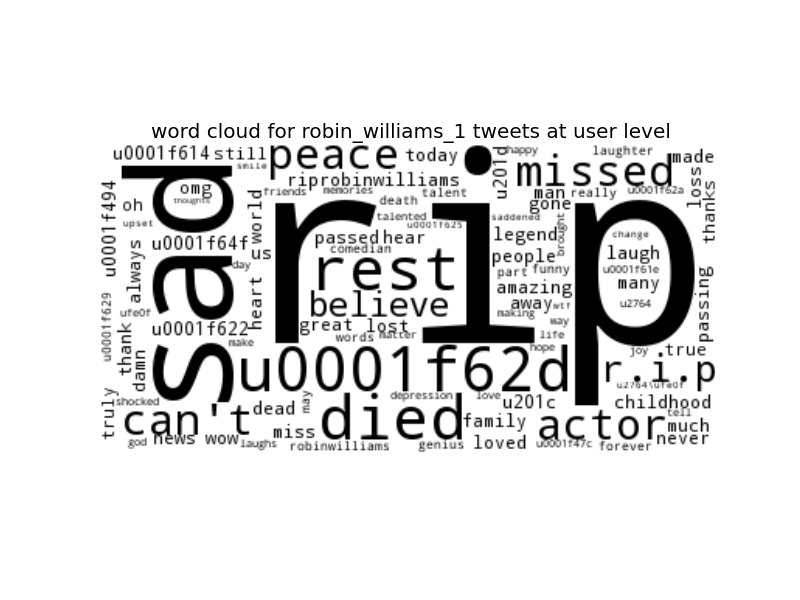 word cloud for robin_williams_1 tweets at user level
u0001f614 still peace today u201d happy laughter made
smile missed
omg riprobinwilliams man really u0001f62a loss
thoughts friends memories talent gone
u0001f494 oh sad rip death saddened thanks
upset world talented u0001f625 brought change
u0001f64f us passed hear legend laugh
always day comedian people u0001f61e
rest part funny many
heart amazing
u0001f629 ufe0f believe away wtf u2764 passing
making
u0001f622 great lost way
thank make words matter life
hope joy true
damn u0001f62d r.i.p
u2764\ufe0f
truly shocked can't dead may died depression love u201c actor childhood
family tell
god news wow miss much
laughs robinwilliams genius loved u0001f47c forever never